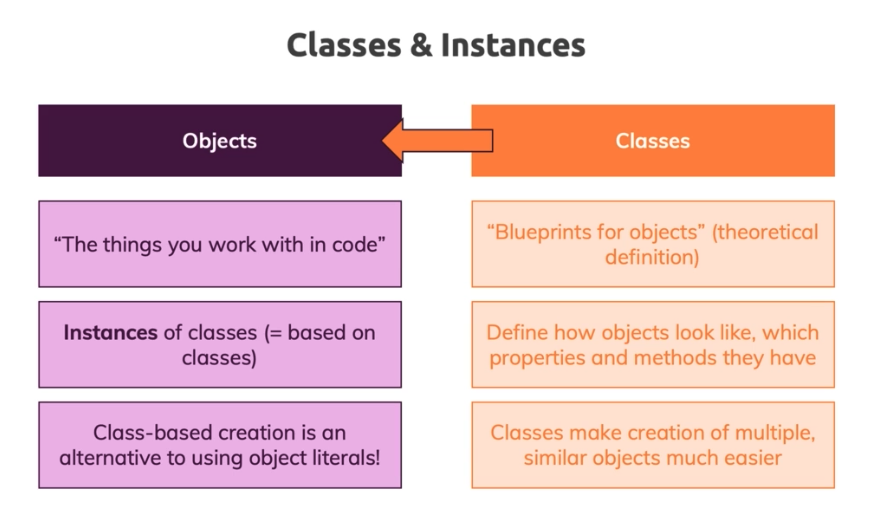 Classes & Instances
Objects
Classes
“The things you work with in code”
“Blueprints for objects” (theoretical
definition)
Instances of classes (= based on
classes)
Define how objects look like, which
properties and methods they have
Class-based creation is an
alternative to using object literals!
Classes make creation of multiple,
similar objects much easier